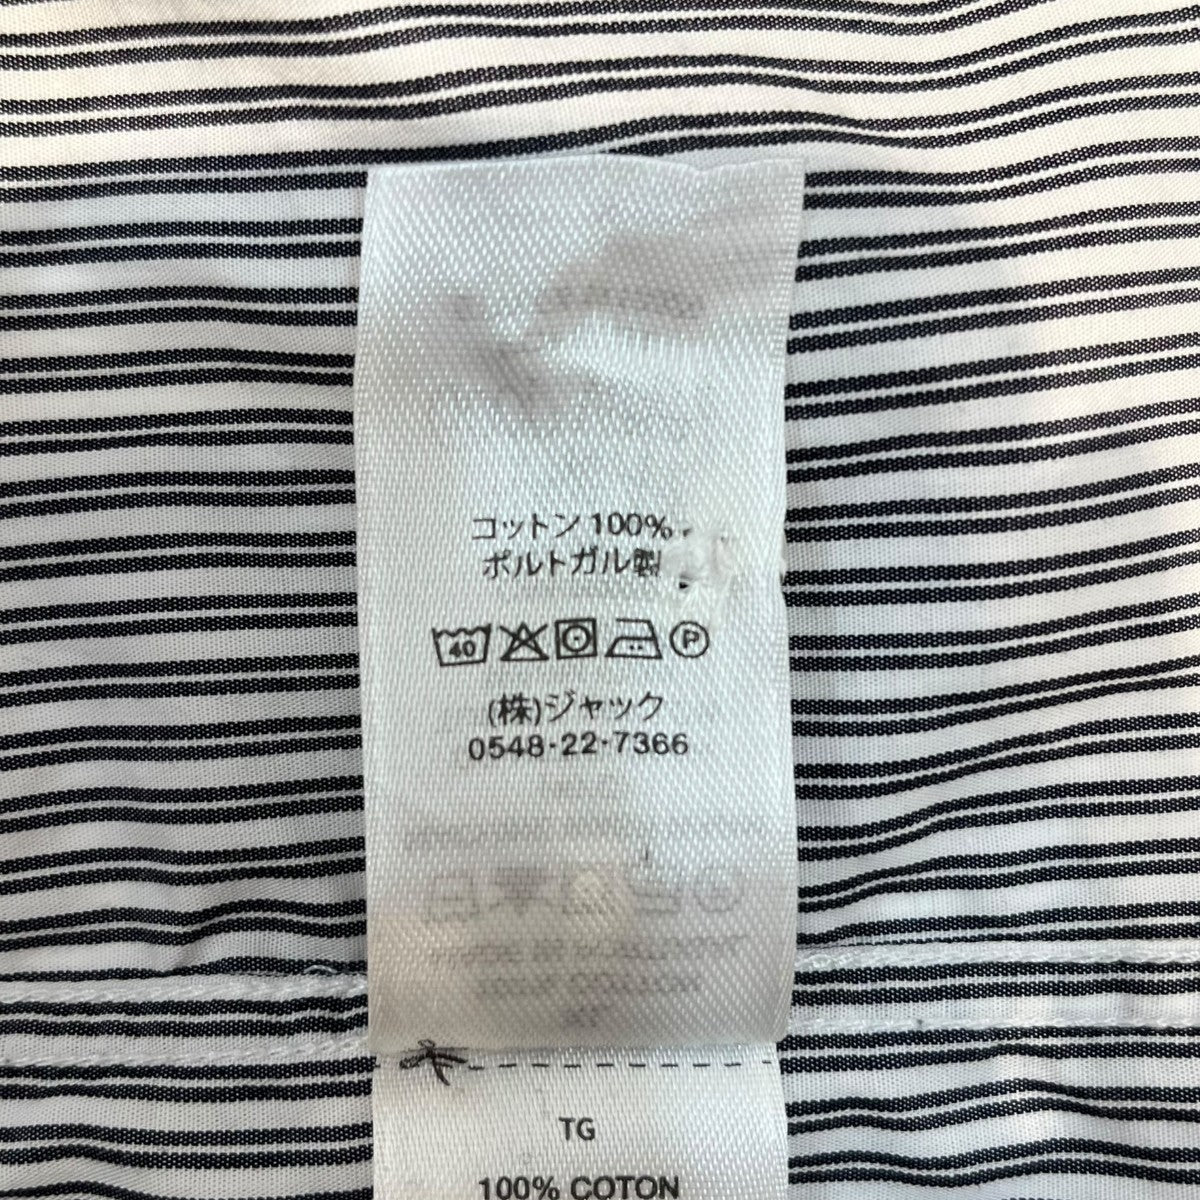 コットン 100%
ポルトガル製
40 P
(株)ジャック
0548-22-7366
TG
100% COTON